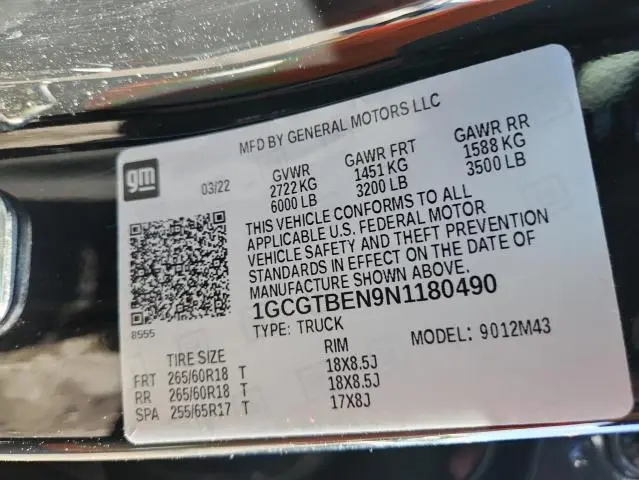 MFD BY GENERAL MOTORS LLC
gm
03/22
GVWR GAWR FRT GAWR RR
2722 KG 1451 KG 1588 KG
6000 LB 3200 LB 3500 LB
THIS VEHICLE CONFORMS TO ALL
APPLICABLE U.S. FEDERAL MOTOR
VEHICLE SAFETY AND THEFT PREVENTION
STANDARDS IN EFFECT ON THE DATE OF
MANUFACTURE SHOWN ABOVE.
1GCGTBEN9N1180490
8555
TYPE: TRUCK MODEL: 9012M43
TIRE SIZE RIM
FRT 265/60R18 T 18X8.5J
RR 265/60R18 T 18X8.5J
SPA 255/65R17 T 17X8J